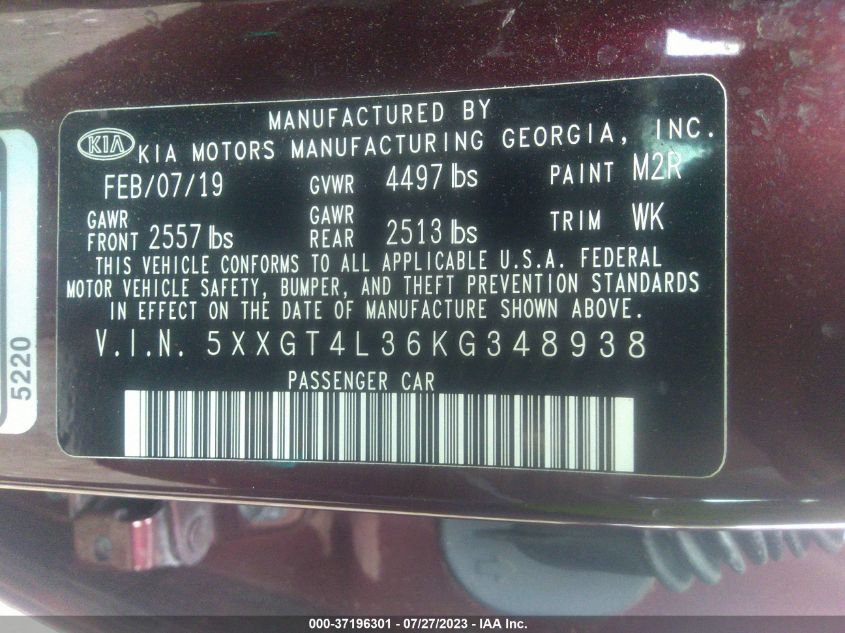 MANUFACTURED BY
KIA KIA MOTORS MANUFACTURING GEORGIA, INC.
FEB/07/19 GVWR 4497 lbs PAINT M2R
GAWR FRONT 2557 lbs GAWR REAR 2513 lbs TRIM WK
THIS VEHICLE CONFORMS TO ALL APPLICABLE U.S.A. FEDERAL
MOTOR VEHICLE SAFETY, BUMPER, AND THEFT PREVENTION STANDARDS
IN EFFECT ON THE DATE OF MANUFACTURE SHOWN ABOVE.
V.I.N. 5XXGT4L36KG348938
PASSENGER CAR
5220
000-37196301 - 07/27/2023 - IAA Inc.